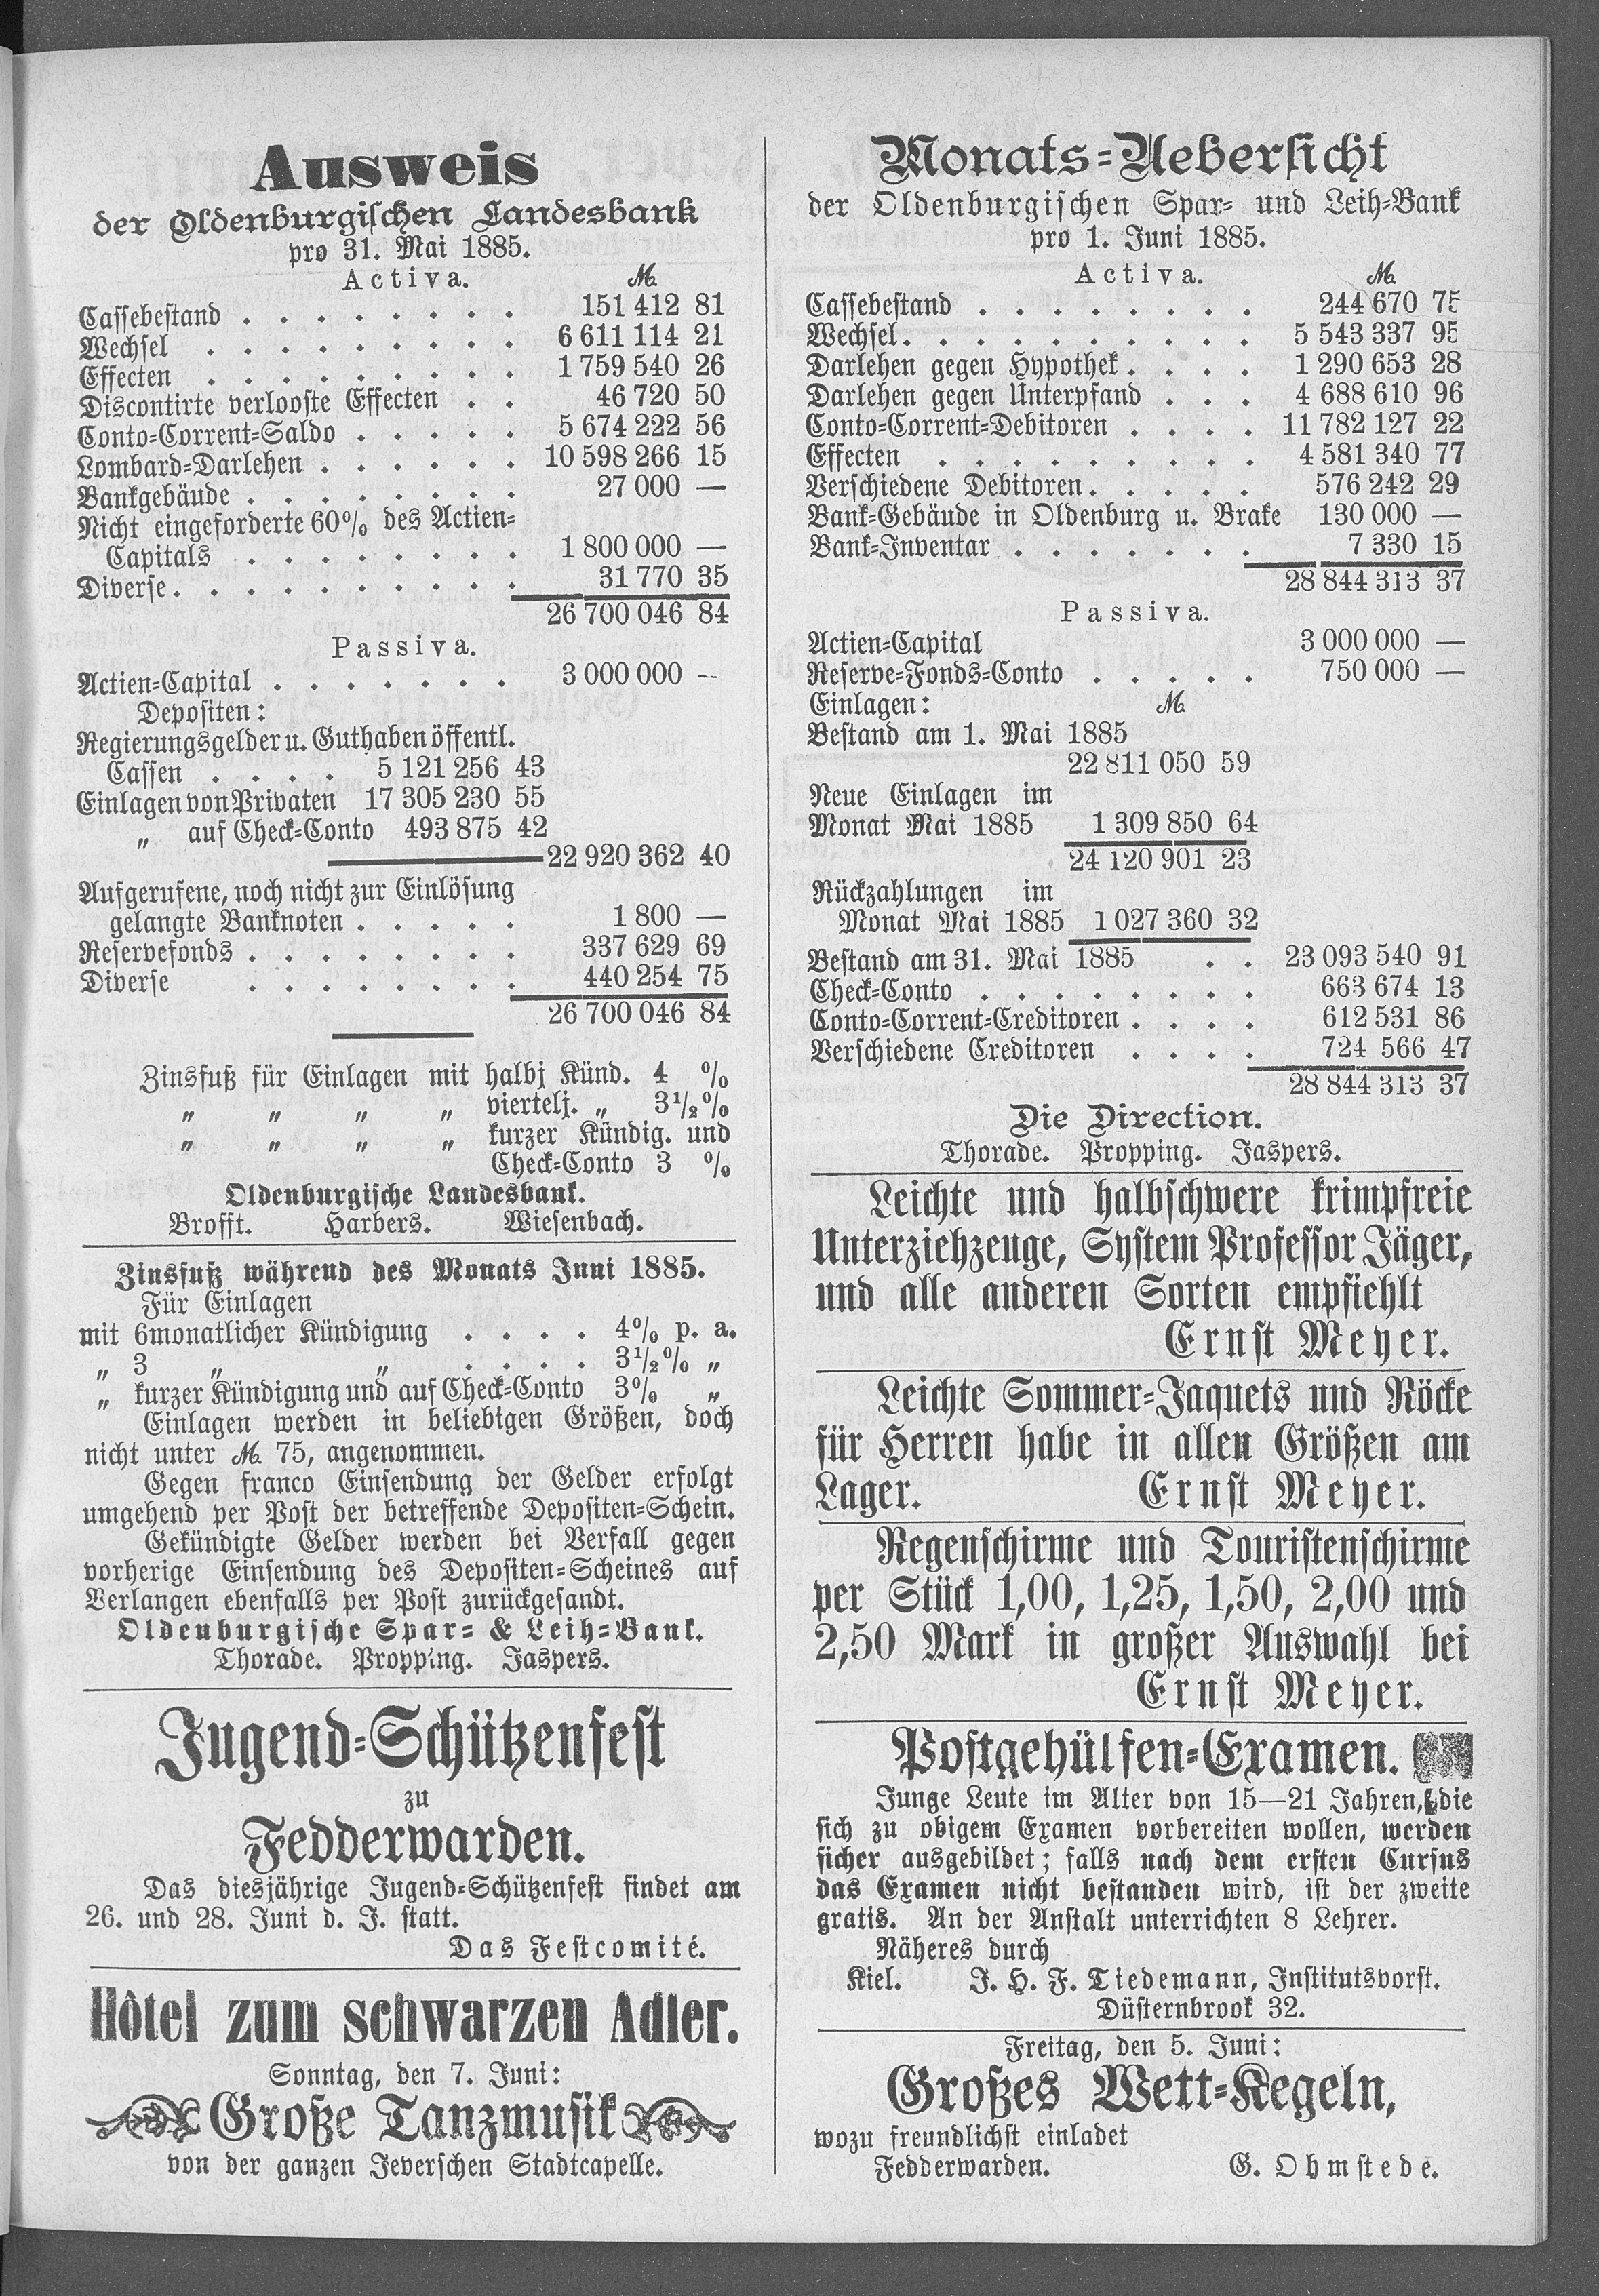 Ausweis
der Oldenburgischen Landesbank
pro 31. Mai 1885.
Activa. M.
Cassebestand . . . . . . . . 151 412 81
Wechsel . . . . . . . . . 6 611 114 21
Effecten . . . . . . . . . 1 759 540 26
Discontirte verlooste Effecten . . 46 720 50
Conto-Corrent-Saldo . . . . . 5 674 222 56
Lombard-Darlehen . . . . . . 10 598 266 15
Bankgebäude . . . . . . . . 27 000 —
Nicht eingeforderte 60% des Actien-
Capitals . . . . . . . . 1 800 000 —
Diverse . . . . . . . . . . 31 770 35
26 700 046 84
Passiva.
Actien-Capital . . . . . . . 3 000 000 —
Depositen:
Regierungsgelder u. Guthaben öffentl.
Cassen . . . . 5 121 256 43
Einlagen von Privaten 17 305 230 55
„ auf Check-Conto 493 875 42
22 920 362 40
Aufgerufene, noch nicht zur Einlösung
gelangte Banknoten . . . . . 1 800 —
Reservefonds . . . . . . . . 337 629 69
Diverse . . . . . . . . 440 254 75
26 700 046 84
Zinsfuß für Einlagen mit halbj Künd. 4 %
„ „ „ „ viertelj. „ 3½%
„ „ „ „ kurzer Kündig. und
Check-Conto 3 %
Oldenburgische Landesbank.
Brofft. Harbers. Wiesenbach.
Zinsfuß während des Monats Juni 1885.
Für Einlagen
mit 6monatlicher Kündigung . . . . 4% p. a.
„ 3 „ „ . . . . 3½% „
„ kurzer Kündigung und auf Check-Conto 3% „
Einlagen werden in beliebigen Größen, doch
nicht unter M. 75, angenommen.
Gegen franco Einsendung der Gelder erfolgt
umgehend per Post der betreffende Depositen-Schein.
Gekündigte Gelder werden bei Verfall gegen
vorherige Einsendung des Depositen-Scheines auf
Verlangen ebenfalls per Post zurückgesandt.
Oldenburgische Spar- & Leih-Bank.
Thorade. Propping. Jaspers.
Jugend-Schützenfest
zu
Fedderwarden.
Das diesjährige Jugend-Schützenfest findet am
26. und 28. Juni d. J. statt.
Das Festcomité.
Hôtel zum schwarzen Adler.
Sonntag, den 7. Juni:
Große Tanzmusik
von der ganzen Jeverschen Stadtcapelle.
Monats-Uebersicht
der Oldenburgischen Spar- und Leih-Bank
pro 1. Juni 1885.
Activa. M.
Cassebestand . . . . . . . . 244 670 75
Wechsel . . . . . . . . . . 5 543 337 95
Darlehen gegen Hypothek . . . . 1 290 653 28
Darlehen gegen Unterpfand . . . 4 688 610 96
Conto-Corrent-Debitoren . . . . 11 782 127 22
Effecten . . . . . . . . . 4 581 340 77
Verschiedene Debitoren . . . . . 576 242 29
Bank-Gebäude in Oldenburg u. Brake 130 000 —
Bank-Inventar . . . . . . . 7 330 15
28 844 313 37
Passiva.
Actien-Capital 3 000 000 —
Reserve-Fonds-Conto . . . . . 750 000 —
Einlagen: M.
Bestand am 1. Mai 1885
22 811 050 59
Neue Einlagen im
Monat Mai 1885 1 309 850 64
24 120 901 23
Rückzahlungen im
Monat Mai 1885 1 027 360 32
Bestand am 31. Mai 1885 . . 23 093 540 91
Check-Conto . . . . . . . . 663 674 13
Conto-Corrent-Creditoren . . . . 612 531 86
Verschiedene Creditoren . . . . 724 566 47
28 844 313 37
Die Direction.
Thorade. Propping. Jaspers.
Leichte und halbschwere krimpfreie
Unterziehzeuge, System Professor Jäger,
und alle anderen Sorten empfiehlt
Ernst Meyer.
Leichte Sommer-Jaquets und Röcke
für Herren habe in allen Größen am
Lager. Ernst Meyer.
Regenschirme und Touristenschirme
per Stück 1,00, 1,25, 1,50, 2,00 und
2,50 Mark in großer Auswahl bei
Ernst Meyer.
Postgehülfen-Examen.
Junge Leute im Alter von 15—21 Jahren, die
sich zu obigem Examen vorbereiten wollen, werden
sicher ausgebildet; falls nach dem ersten Cursus
das Examen nicht bestanden wird, ist der zweite
gratis. An der Anstalt unterrichten 8 Lehrer.
Näheres durch
Kiel. J. H. F. Tiedemann, Institutsvorst.
Düsternbrook 32.
Freitag, den 5. Juni:
Großes Wett-Kegeln,
wozu freundlichst einladet
Fedderwarden. G. Ohmstede.